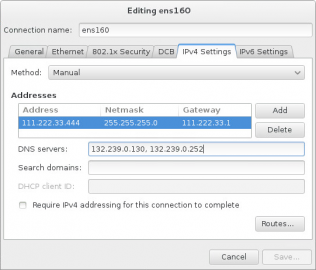 Editing ens160
Connection name: ens160
General Ethernet 802.1x Security DCB IPv4 Settings IPv6 Settings
Method: Manual
Addresses
Address Netmask Gateway Add
111.222.33.444 255.255.255.0 111.222.33.1
Delete
DNS servers: 132.239.0.130, 132.239.0.252
Search domains:
DHCP client ID:
Require IPv4 addressing for this connection to complete
Routes...
Cancel Save...